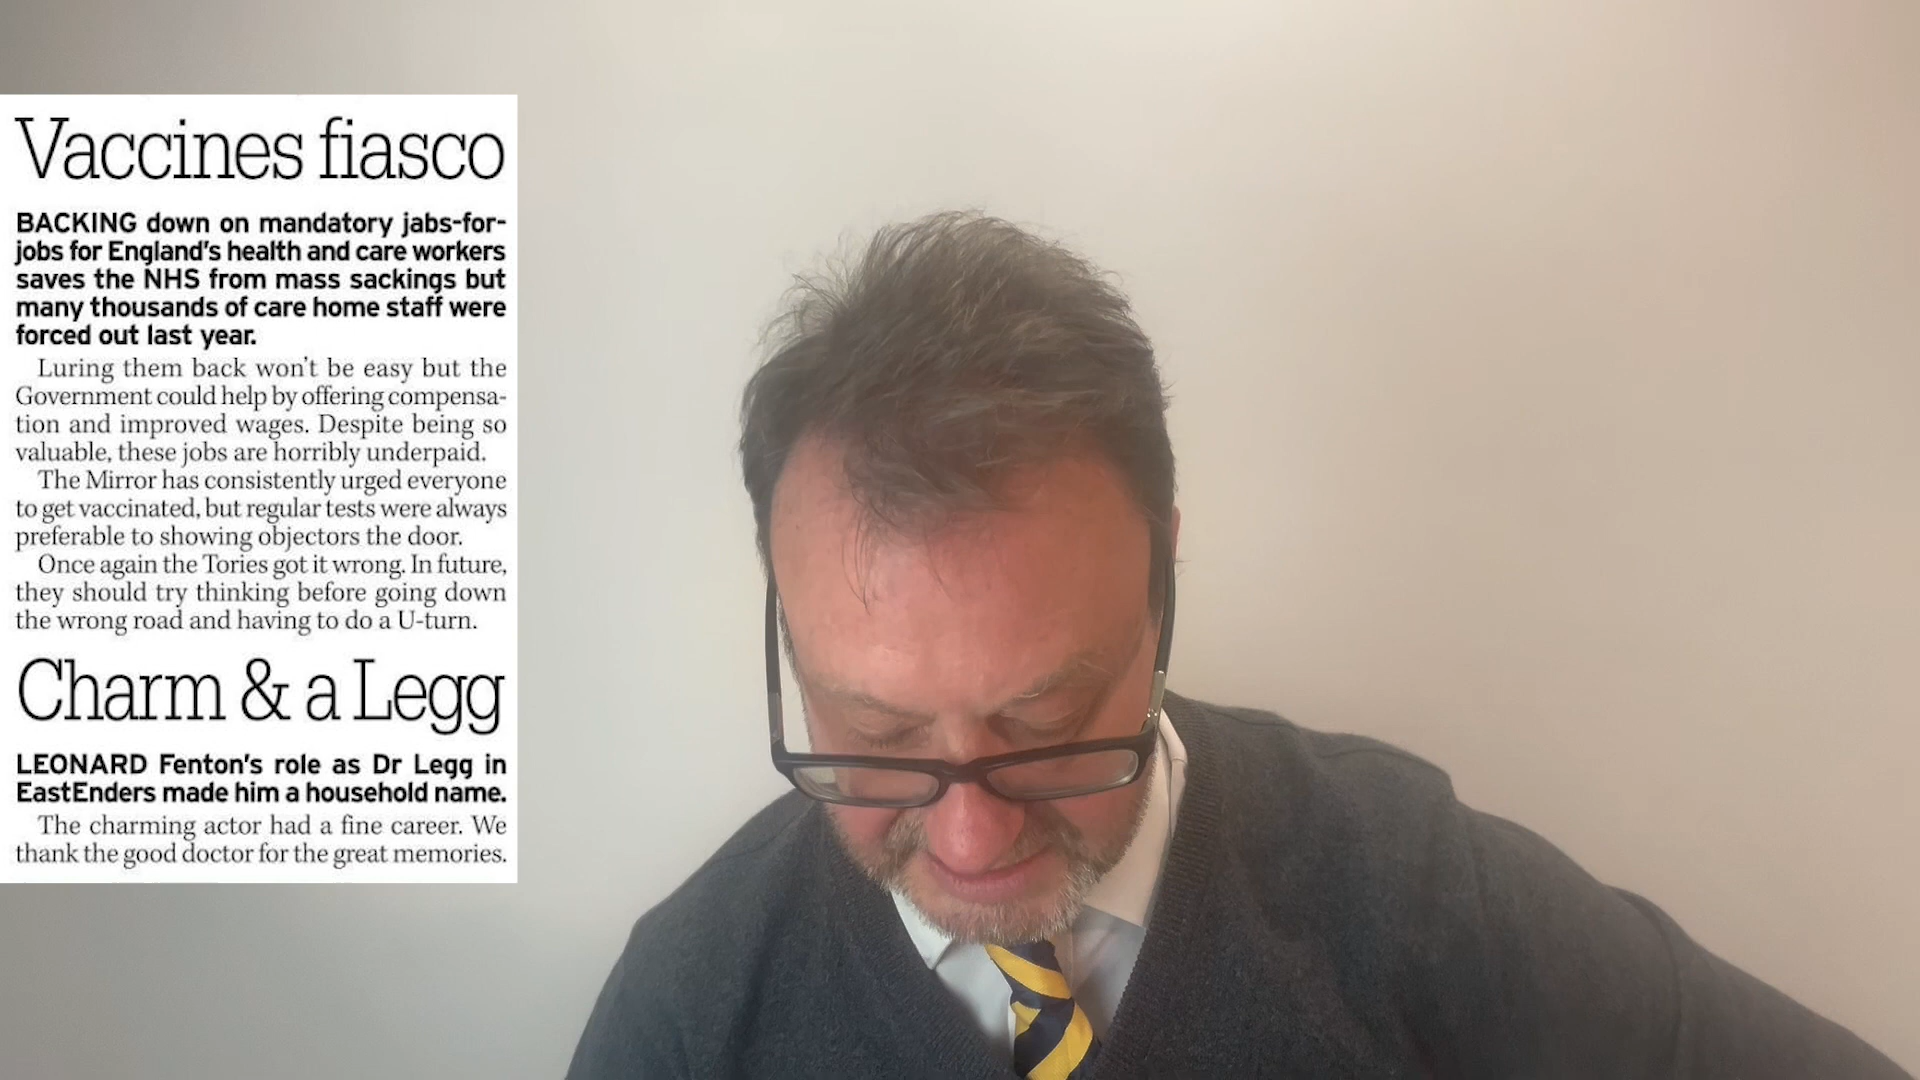 Vaccines fiasco
BACKING down on mandatory jabs-for-
jobs for England's health and care workers
saves the NHS from mass sackings but
many thousands of care home staff were
forced out last year.
Luring them back won't be easy but the
Government could help by offering compensa-
tion and improved wages. Despite being so
valuable, these jobs are horribly underpaid.
The Mirror has consistently urged everyone
to get vaccinated, but regular tests were always
preferable to showing objectors the door.
Once again the Tories got it wrong. In future,
they should try thinking before going down
the wrong road and having to do a U-turn.
Charm & a Legg
LEONARD Fenton's role as Dr Legg in
EastEnders made him a household name.
The charming actor had a fine career. We
thank the good doctor for the great memories.